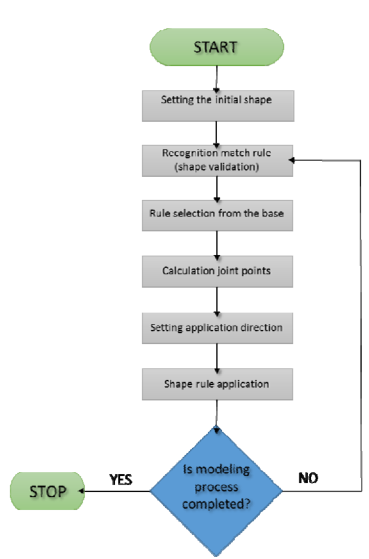 START
Setting the initial shape
Recognition match rule
(shape validation)
Rule selection from the base
Calculation joint points
Setting application direction
Shape rule application
Is modeling
process
completed?
YES
NO
STOP